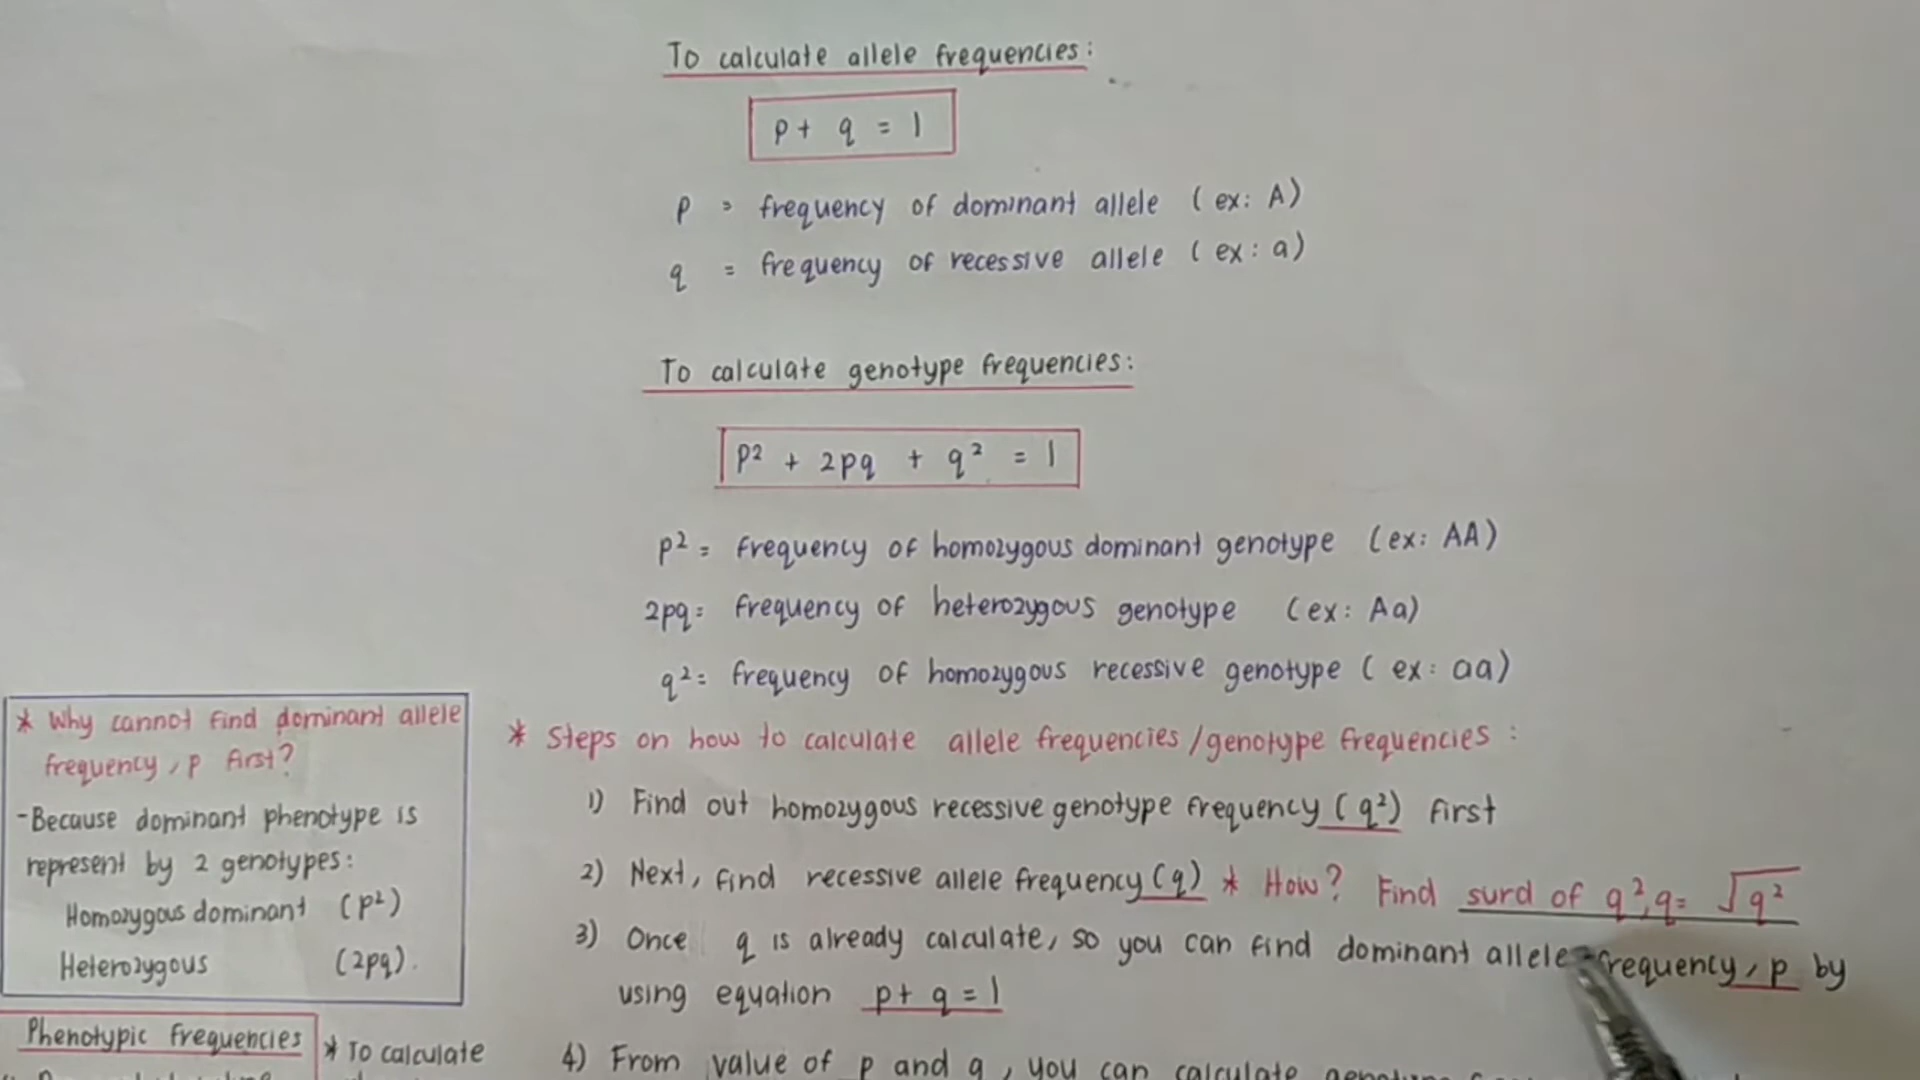 To calculate allele frequencies:
p + q = 1
p = frequency of dominant allele (ex: A)
q = frequency of recessive allele (ex: a)
To calculate genotype frequencies:
p² + 2pq + q² = 1
p² = frequency of homozygous dominant genotype (ex: AA)
2pq = frequency of heterozygous genotype (ex: Aa)
q² = frequency of homozygous recessive genotype (ex: aa)
* Why cannot find dominant allele
frequency, p first?
- Because dominant phenotype is
represent by 2 genotypes:
Homozygous dominant (p²)
Heterozygous (2pq).
* Steps on how to calculate allele frequencies/genotype frequencies:
1) Find out homozygous recessive genotype frequency (q²) first
2) Next, find recessive allele frequency (q) * How? Find surd of q², q = √q²
3) Once q is already calculate, so you can find dominant allele frequency, p by
using equation p + q = 1
Phenotypic frequencies
* To calculate
4) From value of p and q, you can calculate